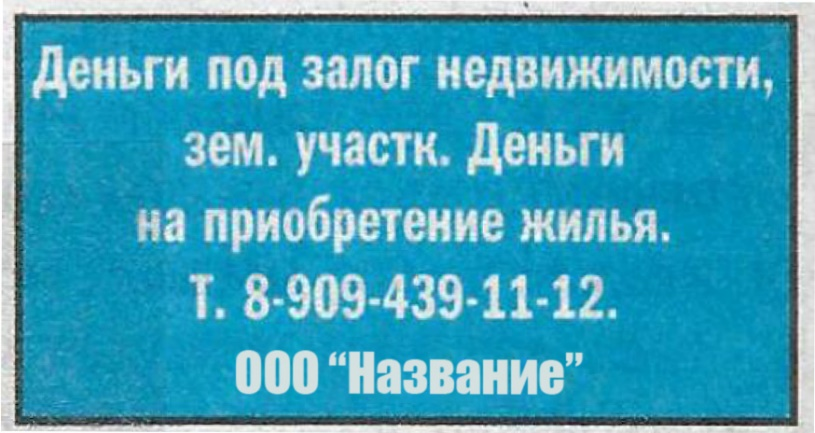 Деньги под залог недвижимости,
зем. участк. Деньги
на приобретение жилья.
Т. 8-909-439-11-12.
ООО “Название”